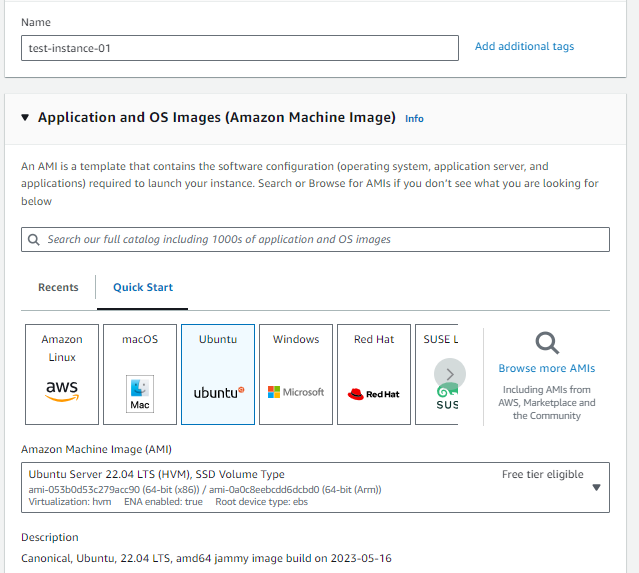 Name
test-instance-01
Add additional tags
Application and OS Images (Amazon Machine Image) Info
An AMI is a template that contains the software configuration (operating system, application server, and
applications) required to launch your instance. Search or Browse for AMIs if you don't see what you are looking for
below
Search our full catalog including 1000s of application and OS images
Recents
Quick Start
Amazon
Linux
aws
macOS
Mac
Ubuntu
ubuntu
Windows
Microsoft
Red Hat
Red Hat
SUSE L
SUS
Browse more AMIs
Including AMIs from
AWS, Marketplace and
the Community
Amazon Machine Image (AMI)
Ubuntu Server 22.04 LTS (HVM), SSD Volume Type
Free tier eligible
ami-053b0d53c279acc90 (64-bit (x86)) / ami-0a0c8eebcdd6dcbd0 (64-bit (Arm))
Virtualization: hvm ENA enabled: true Root device type: ebs
Description
Canonical, Ubuntu, 22.04 LTS, amd64 jammy image build on 2023-05-16